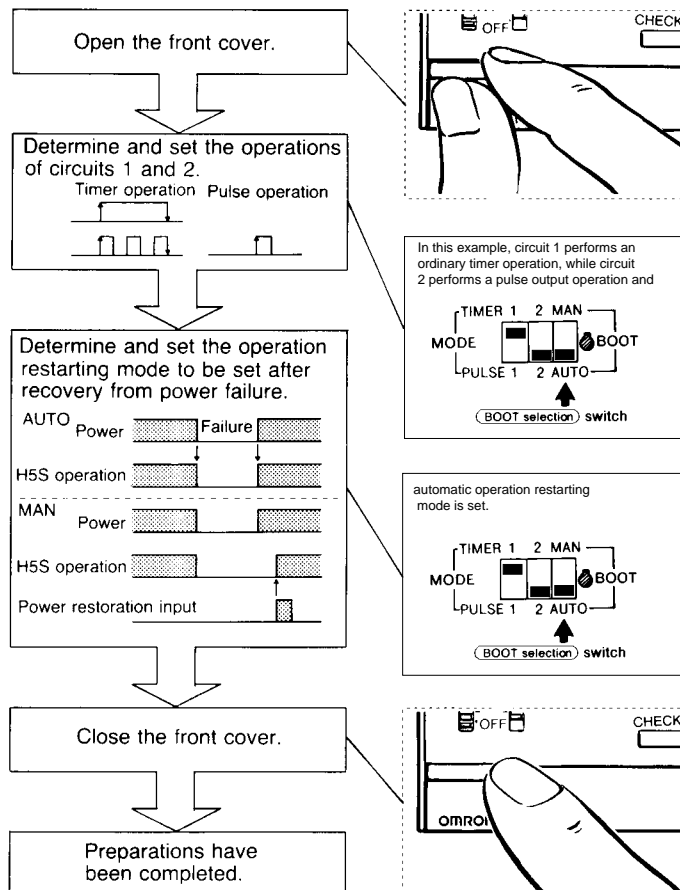 Open the front cover.
OFF
CHECK
Determine and set the operations
of circuits 1 and 2.
Timer operation Pulse operation
In this example, circuit 1 performs an
ordinary timer operation, while circuit
2 performs a pulse output operation and
TIMER 1 2 MAN
MODE BOOT
PULSE 1 2 AUTO
BOOT selection switch
Determine and set the operation
restarting mode to be set after
recovery from power failure.
AUTO Power Failure
H5S operation
MAN Power
H5S operation
Power restoration input
automatic operation restarting
mode is set.
TIMER 1 2 MAN
MODE BOOT
PULSE 1 2 AUTO
BOOT selection switch
Close the front cover.
OFF
CHECK
Preparations have
been completed.